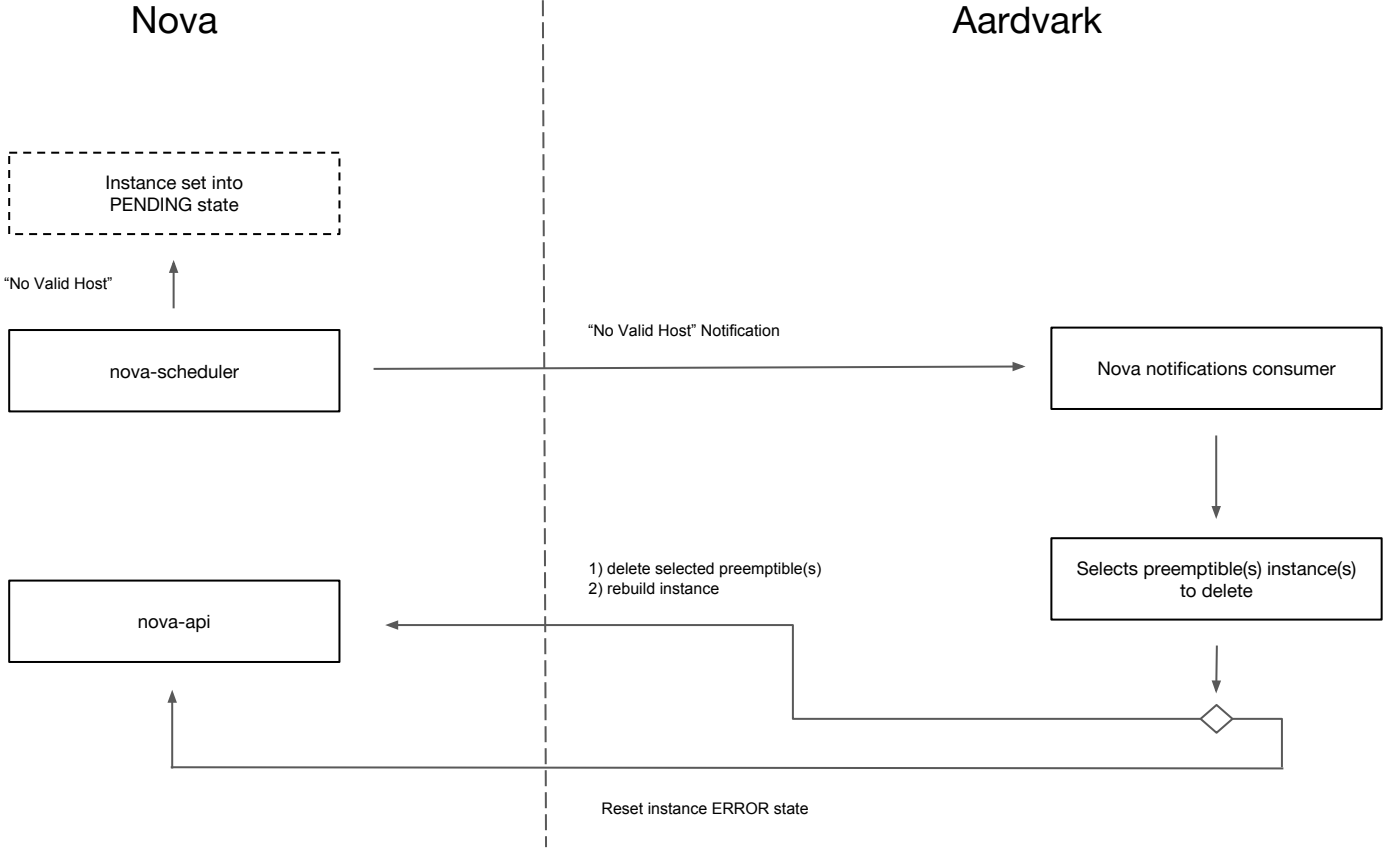 Nova
Aardvark
Instance set into
PENDING state
“No Valid Host”
“No Valid Host” Notification
nova-scheduler
Nova notifications consumer
1) delete selected preemptible(s)
2) rebuild instance
Selects preemptible(s) instance(s)
to delete
nova-api
Reset instance ERROR state